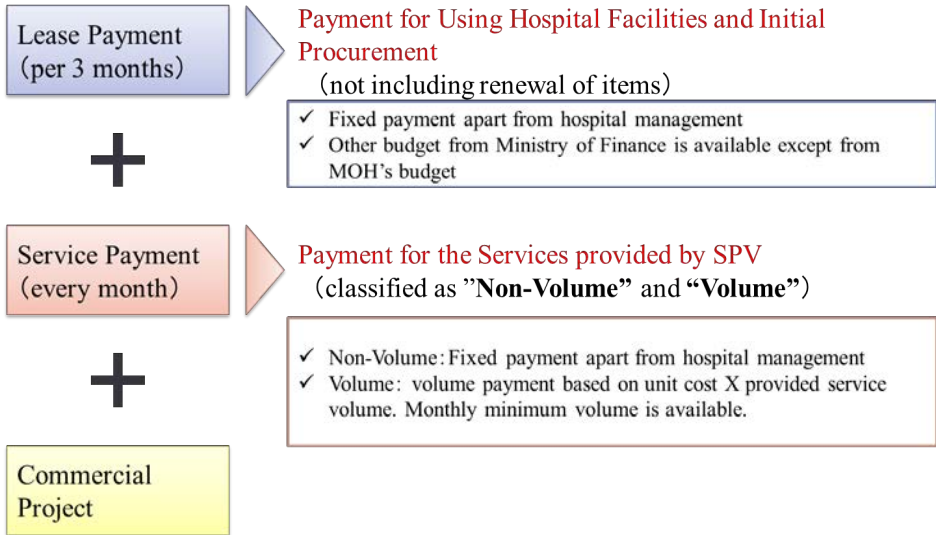 Lease Payment
（per 3 months）
Payment for Using Hospital Facilities and Initial
Procurement
（not including renewal of items）
✓ Fixed payment apart from hospital management
✓ Other budget from Ministry of Finance is available except from
MOH’s budget
+
Service Payment
（every month）
Payment for the Services provided by SPV
（classified as ”Non-Volume” and “Volume”）
✓ Non-Volume：Fixed payment apart from hospital management
✓ Volume： volume payment based on unit cost X provided service
volume. Monthly minimum volume is available.
+
Commercial
Project